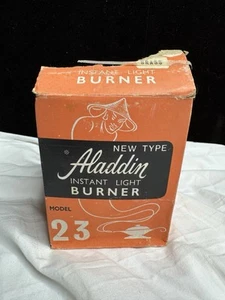 INSTANT LIGHT
BURNER
NEW TYPE
Aladdin
INSTANT LIGHT
BURNER
MODEL
23